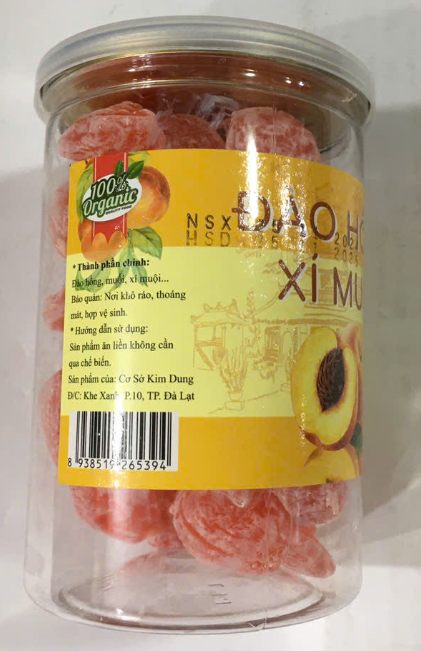 100%
Organic
ĐÀO H
NSX
HSD
XÍ MU
* Thành phần chính:
Đào hồng, muối, xí muội...
Bảo quản: Nơi khô ráo, thoáng
mát, hợp vệ sinh.
* Hướng dẫn sử dụng:
Sản phẩm ăn liền không cần
qua chế biến.
Sản phẩm của: Cơ Sở Kim Dung
Đ/C: Khe Xanh, P.10, TP. Đà Lạt
8 938519 265394